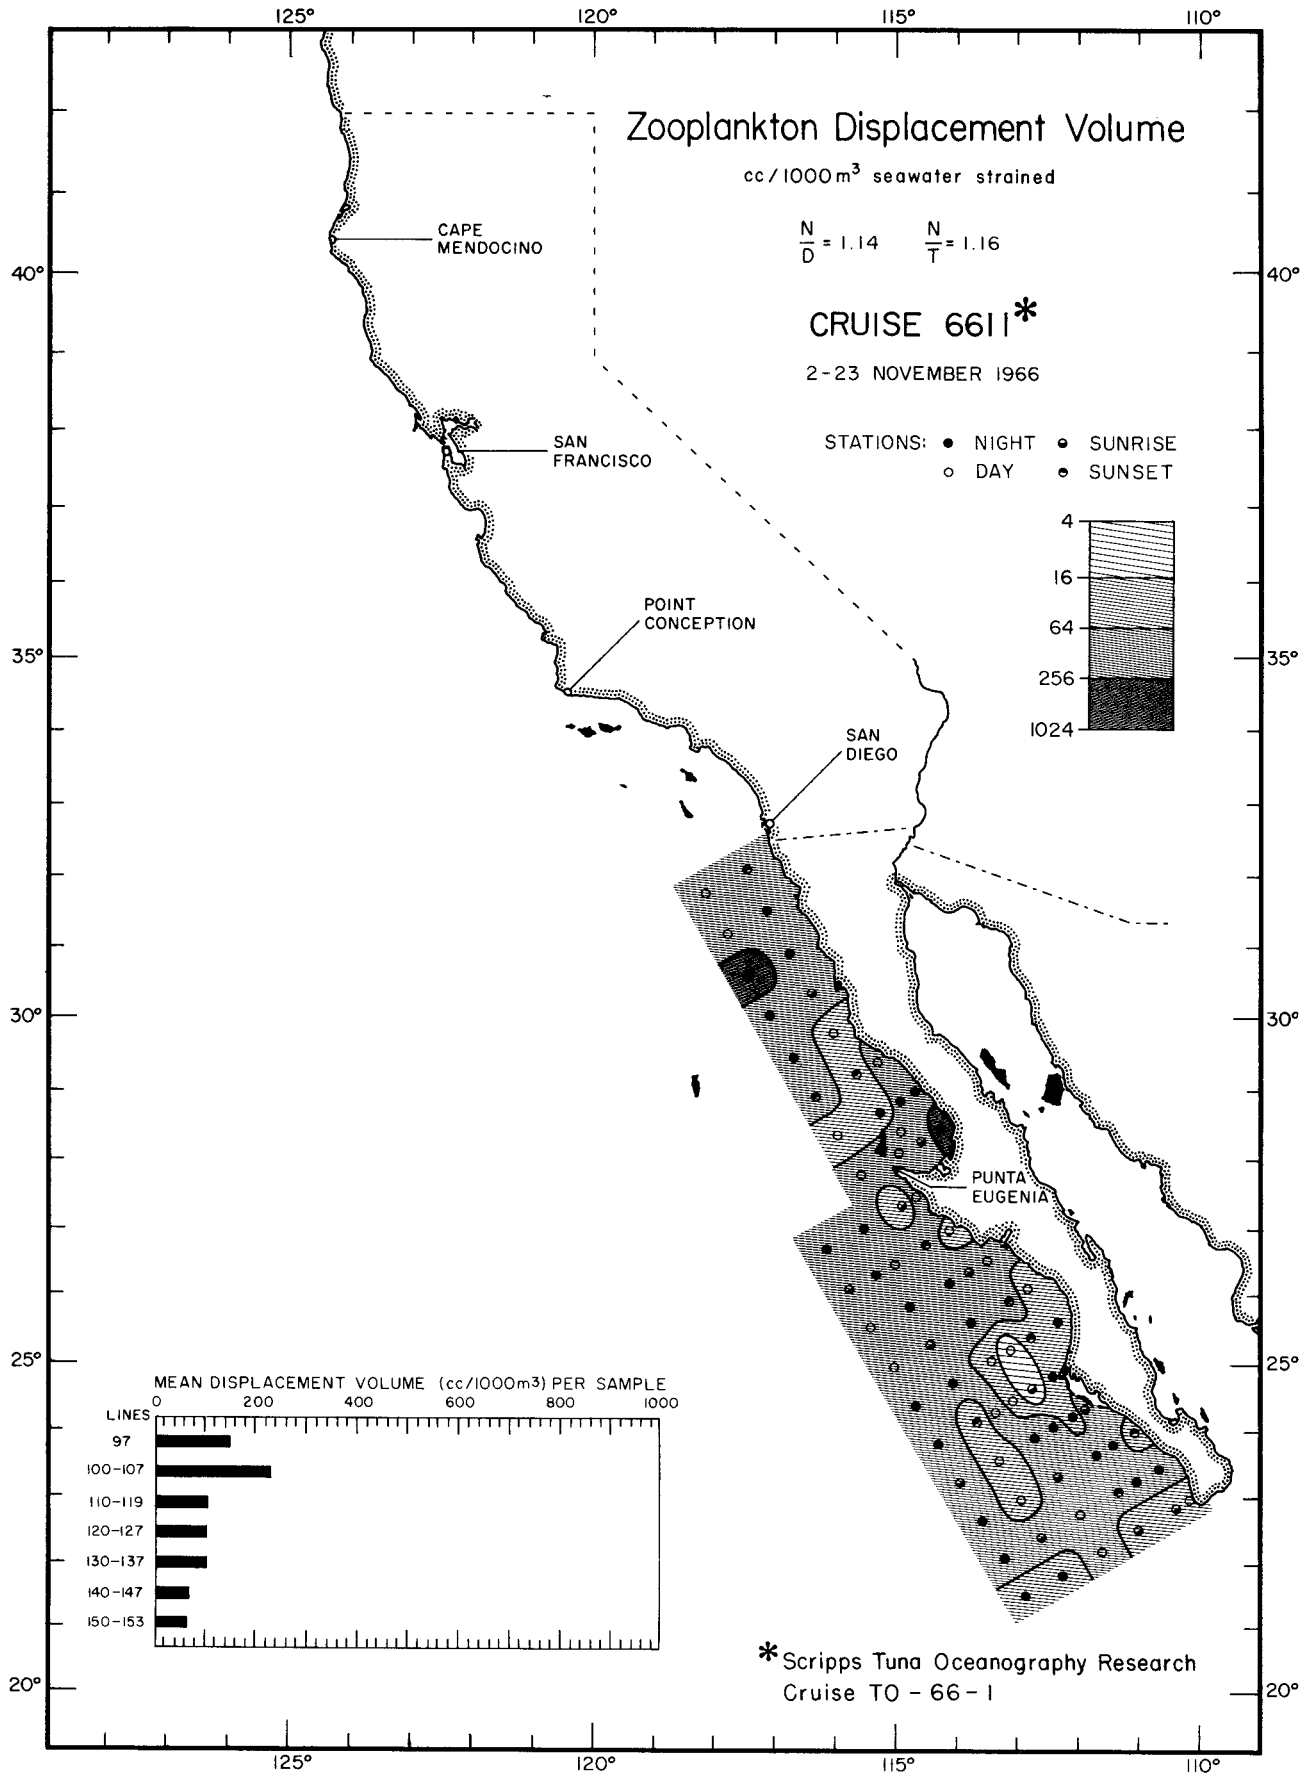 125°
120°
115°
110°
Zooplankton Displacement Volume
cc/1000m³ seawater strained
N/D = 1.14 N/T = 1.16
CRUISE 6611*
2-23 NOVEMBER 1966
STATIONS: ● NIGHT SUNRISE
○ DAY SUNSET
4
16
64
256
1024
CAPE
MENDOCINO
40°
40°
SAN
FRANCISCO
POINT
CONCEPTION
35°
35°
SAN
DIEGO
30°
30°
PUNTA
EUGENIA
25°
25°
MEAN DISPLACEMENT VOLUME (cc/1000m³) PER SAMPLE
0 200 400 600 800 1000
LINES
97
100-107
110-119
120-127
130-137
140-147
150-153
*Scripps Tuna Oceanography Research
Cruise TO-66-1
20°
20°
125°
120°
115°
110°